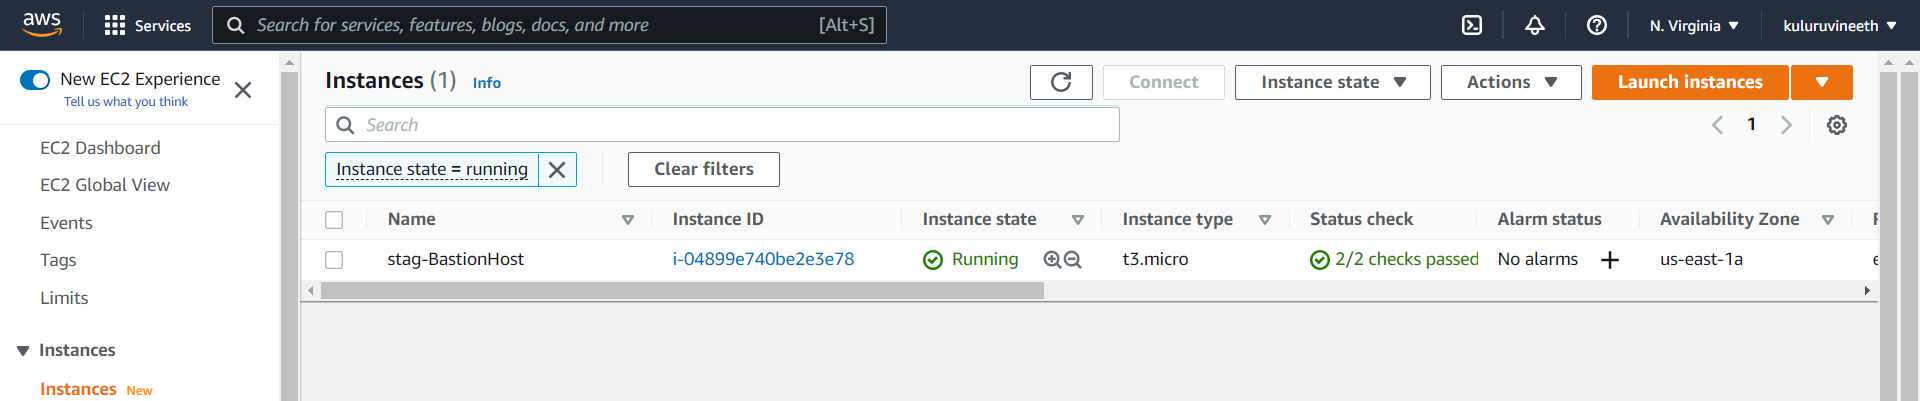 aws Services Search for services, features, blogs, docs, and more [Alt+S] N. Virginia kuluruvineeth
New EC2 Experience
Tell us what you think
EC2 Dashboard
EC2 Global View
Events
Tags
Limits
Instances
Instances New
Instances (1) Info Connect Instance state Actions Launch instances
Search 1
Instance state = running Clear filters
Name Instance ID Instance state Instance type Status check Alarm status Availability Zone
stag-BastionHost i-04899e740be2e3e78 Running t3.micro 2/2 checks passed No alarms us-east-1a